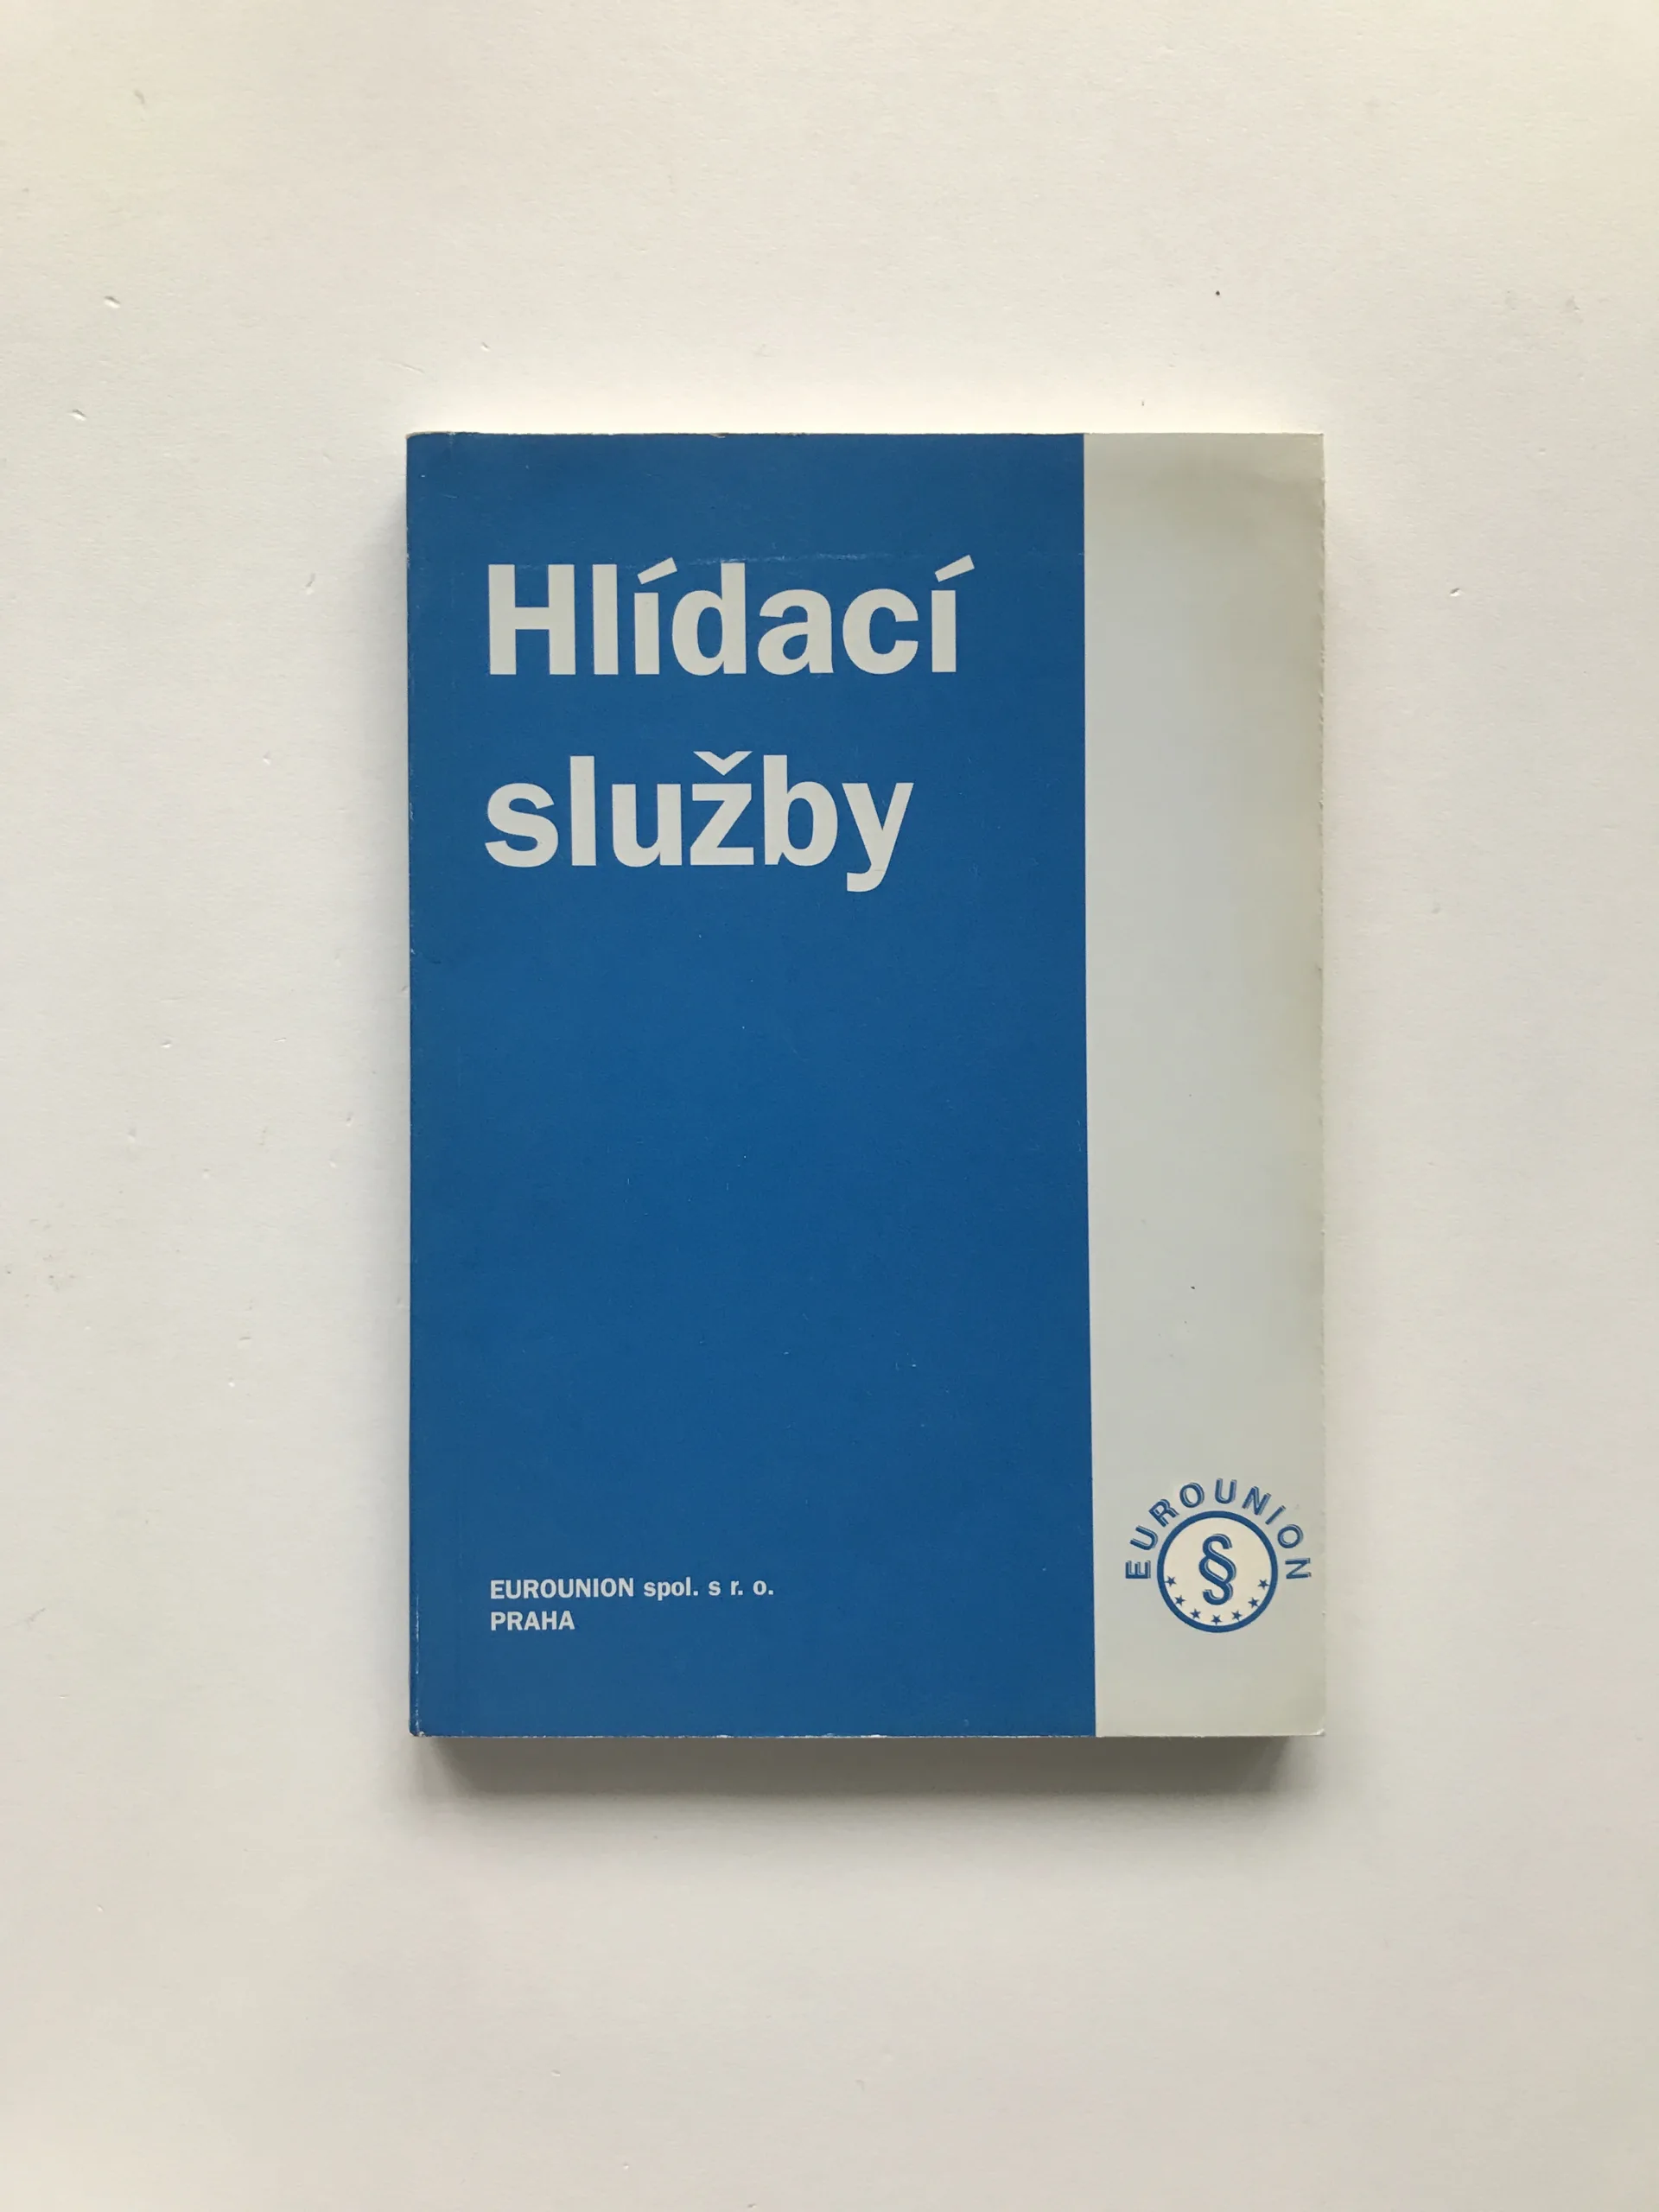 Hlídací
služby
EUROUNION
§
EUROUNION spol. s r. o.
PRAHA